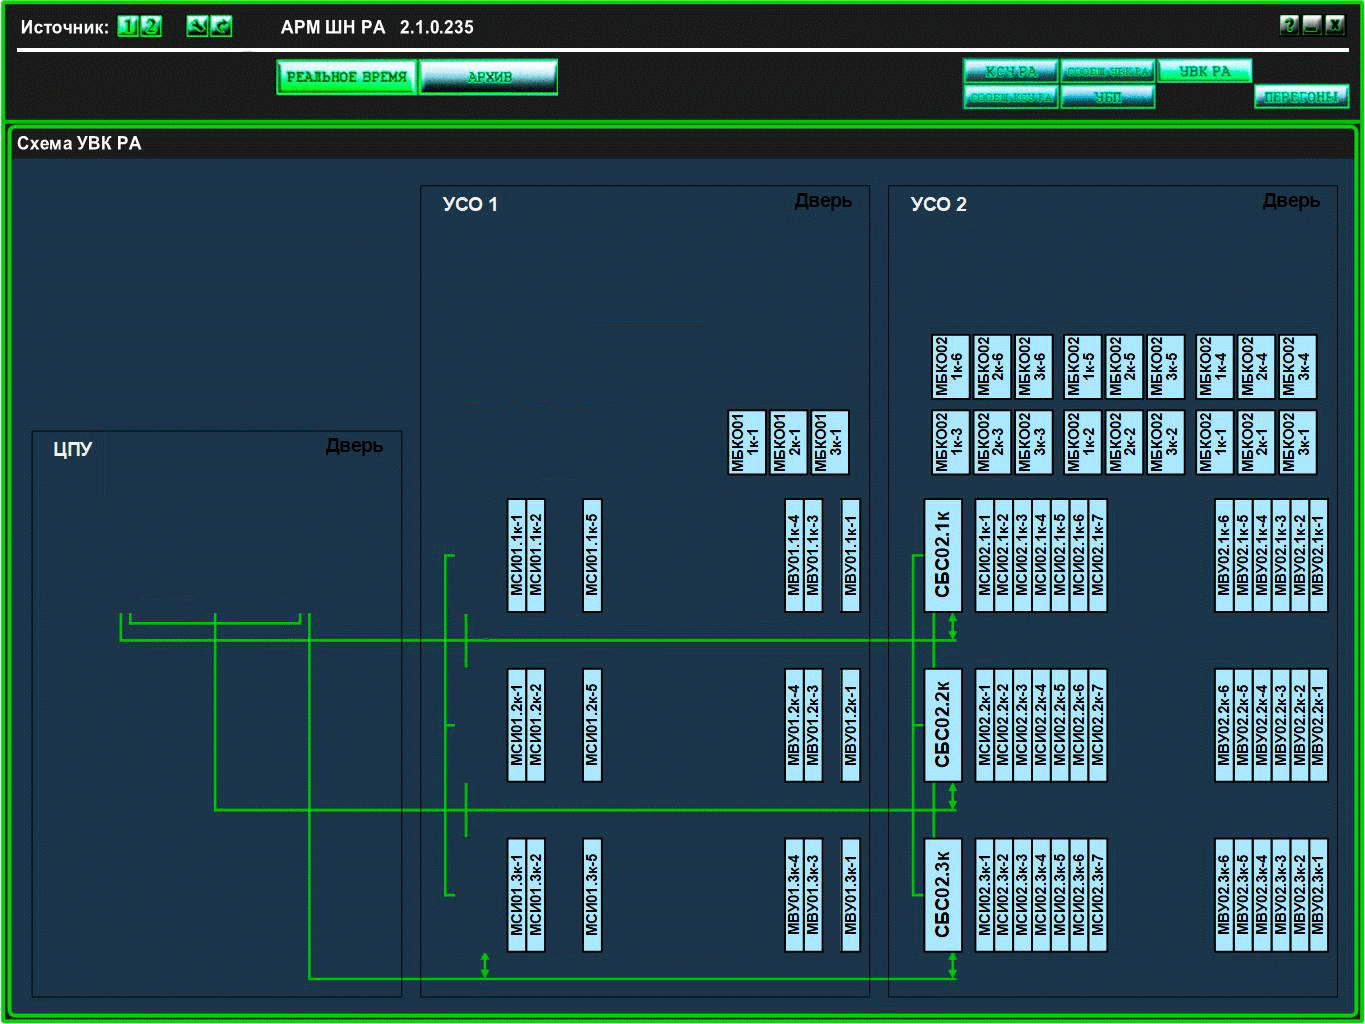 Источник: 1 2 АРМ ШН РА 2.1.0.235 ?
РЕАЛЬНОЕ ВРЕМЯ АРХИВ КСУ РА СООБЩ.УВК РА УВК РА
СООБЩ.КСУ РА УБП ПЕРЕГОНЫ
Схема УВК РА
ЦПУ Дверь
УСО 1 Дверь
МБКО01 1к-1
МБКО01 2к-1
МБКО01 3к-1
МСИ01.1к-1
МСИ01.1к-2
МСИ01.1к-5
МВУ01.1к-4
МВУ01.1к-3
МВУ01.1к-1
МСИ01.2к-1
МСИ01.2к-2
МСИ01.2к-5
МВУ01.2к-4
МВУ01.2к-3
МВУ01.2к-1
МСИ01.3к-1
МСИ01.3к-2
МСИ01.3к-5
МВУ01.3к-4
МВУ01.3к-3
МВУ01.3к-1
УСО 2 Дверь
МБКО02 1к-6
МБКО02 2к-6
МБКО02 3к-6
МБКО02 1к-5
МБКО02 2к-5
МБКО02 3к-5
МБКО02 1к-4
МБКО02 2к-4
МБКО02 3к-4
МБКО02 1к-3
МБКО02 2к-3
МБКО02 3к-3
МБКО02 1к-2
МБКО02 2к-2
МБКО02 3к-2
МБКО02 1к-1
МБКО02 2к-1
МБКО02 3к-1
СБС02.1к
МСИ02.1к-1
МСИ02.1к-2
МСИ02.1к-3
МСИ02.1к-4
МСИ02.1к-5
МСИ02.1к-6
МСИ02.1к-7
МВУ02.1к-6
МВУ02.1к-5
МВУ02.1к-4
МВУ02.1к-3
МВУ02.1к-2
МВУ02.1к-1
СБС02.2к
МСИ02.2к-1
МСИ02.2к-2
МСИ02.2к-3
МСИ02.2к-4
МСИ02.2к-5
МСИ02.2к-6
МСИ02.2к-7
МВУ02.2к-6
МВУ02.2к-5
МВУ02.2к-4
МВУ02.2к-3
МВУ02.2к-2
МВУ02.2к-1
СБС02.3к
МСИ02.3к-1
МСИ02.3к-2
МСИ02.3к-3
МСИ02.3к-4
МСИ02.3к-5
МСИ02.3к-6
МСИ02.3к-7
МВУ02.3к-6
МВУ02.3к-5
МВУ02.3к-4
МВУ02.3к-3
МВУ02.3к-2
МВУ02.3к-1